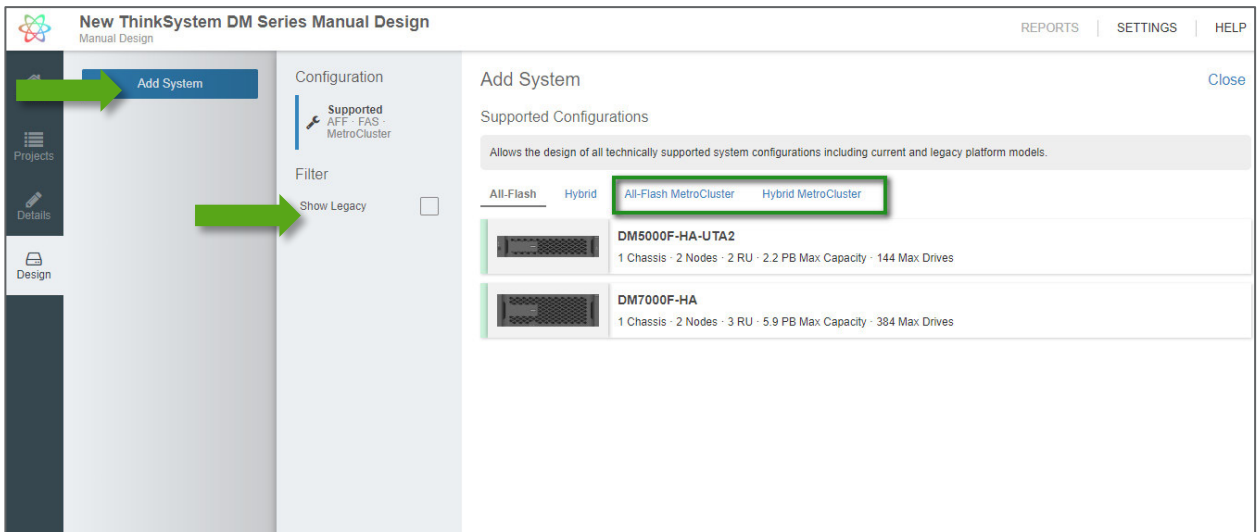 New ThinkSystem DM Series Manual Design
Manual Design
REPORTS
SETTINGS
HELP
Projects
Details
Design
Add System
Configuration
Supported
AFF · FAS ·
MetroCluster
Filter
Show Legacy
Add System
Close
Supported Configurations
Allows the design of all technically supported system configurations including current and legacy platform models.
All-Flash
Hybrid
All-Flash MetroCluster
Hybrid MetroCluster
DM5000F-HA-UTA2
1 Chassis · 2 Nodes · 2 RU · 2.2 PB Max Capacity · 144 Max Drives
DM7000F-HA
1 Chassis · 2 Nodes · 3 RU · 5.9 PB Max Capacity · 384 Max Drives